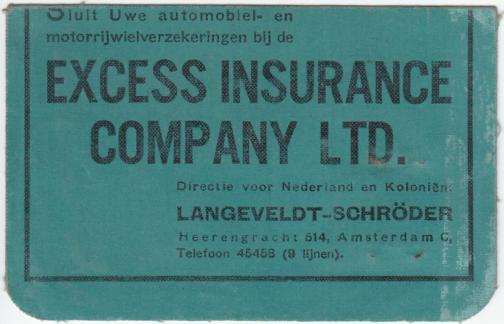 Sluit Uwe automobiel- en
motorrijwielverzekeringen bij de
EXCESS INSURANCE
COMPANY LTD.
Directie voor Nederland en Koloniën:
LANGEVELDT-SCHRÖDER
Heerengracht 514, Amsterdam C,
Telefoon 45458 (9 lijnen).